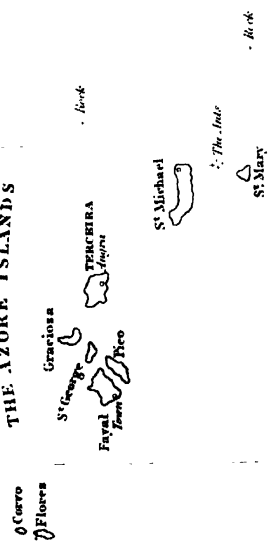 THE AZORE ISLANDS
Corvo
Flores
Graciosa
St George
Fayal
Town
Pico
TERCEIRA
Angra
Rock
St Michael
The Ants
St Mary
Rock